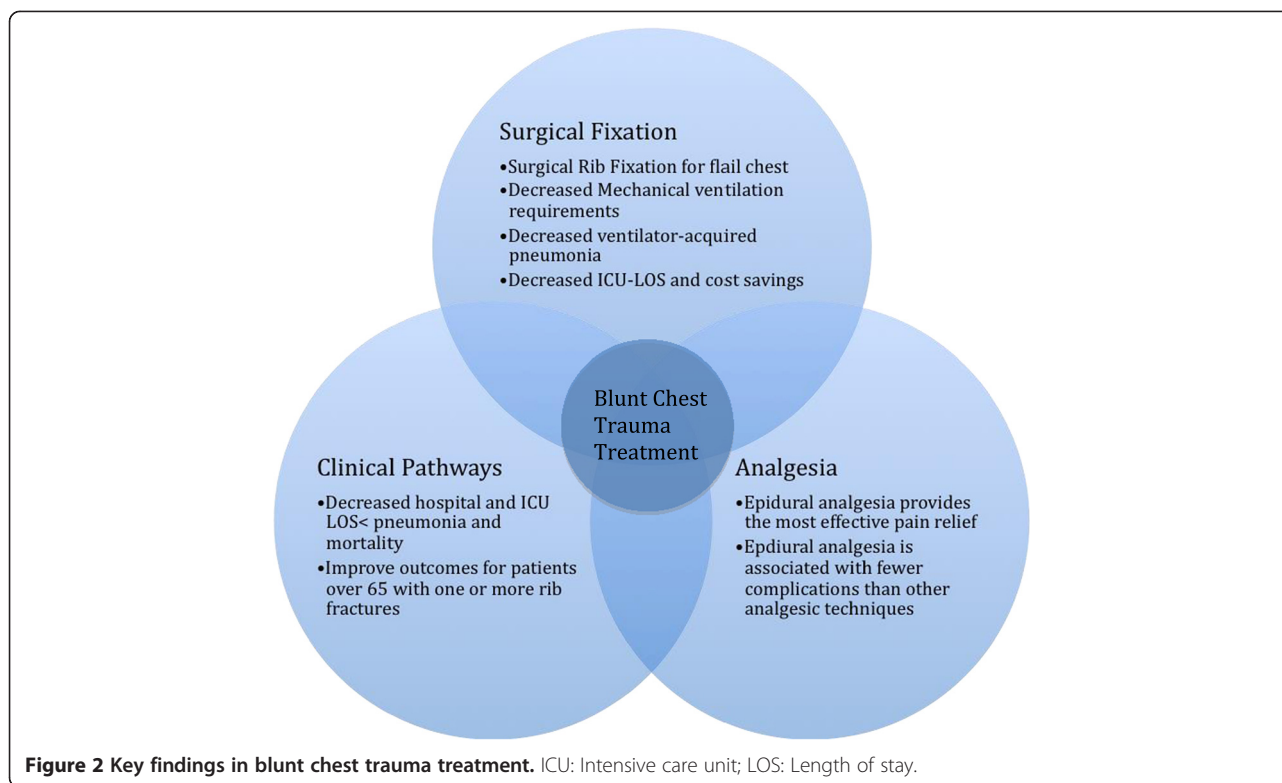 Surgical Fixation
•Surgical Rib Fixation for flail chest
•Decreased Mechanical ventilation
requirements
•Decreased ventilator-acquired
pneumonia
•Decreased ICU-LOS and cost savings
Blunt Chest
Trauma
Treatment
Clinical Pathways
•Decreased hospital and ICU
LOS< pneumonia and
mortality
•Improve outcomes for patients
over 65 with one or more rib
fractures
Analgesia
•Epidural analgesia provides
the most effective pain relief
•Epdiural analgesia is
associated with fewer
complications than other
analgesic techniques
Figure 2 Key findings in blunt chest trauma treatment. ICU: Intensive care unit; LOS: Length of stay.